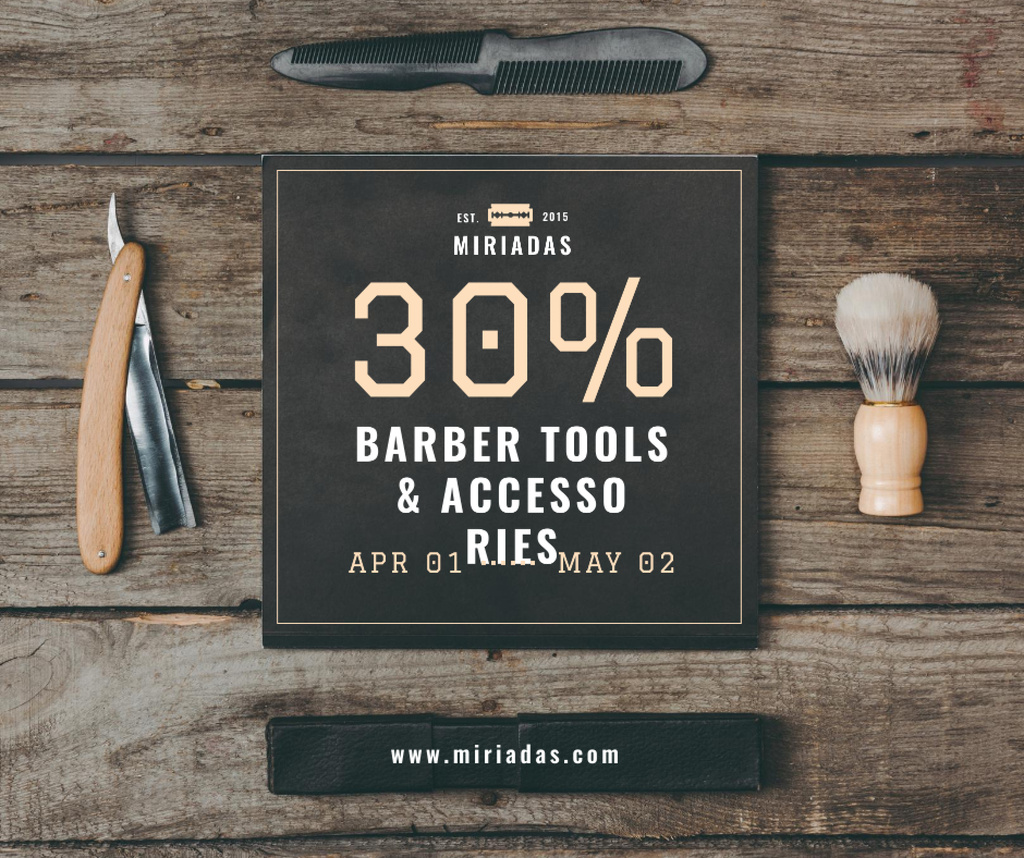 EST. 2015
MIRIADAS
30%
BARBER TOOLS
& ACCESSO
RIES
APR 01 ...... MAY 02
www.miriadas.com